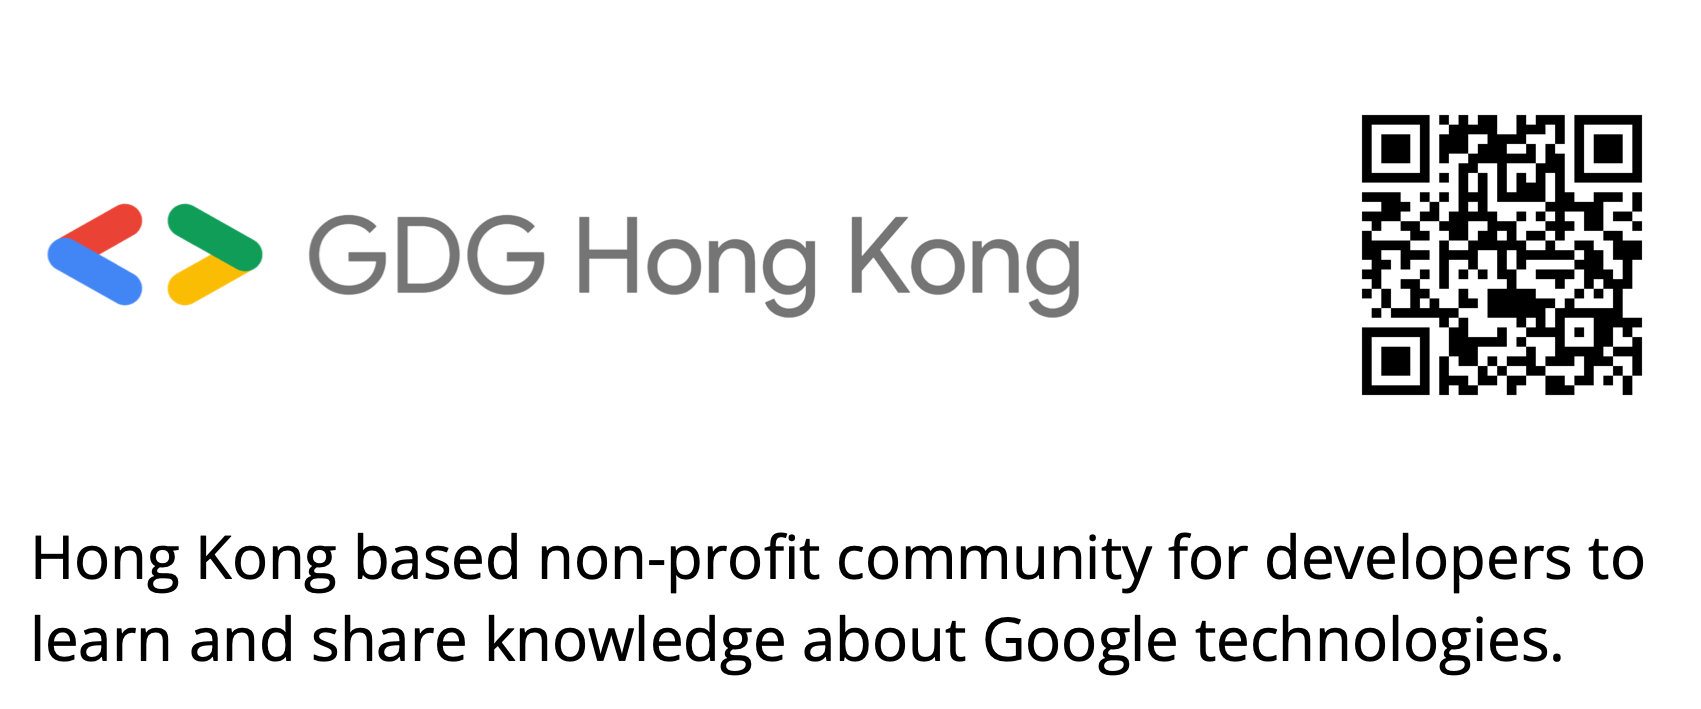 GDG Hong Kong
Hong Kong based non-profit community for developers to
learn and share knowledge about Google technologies.